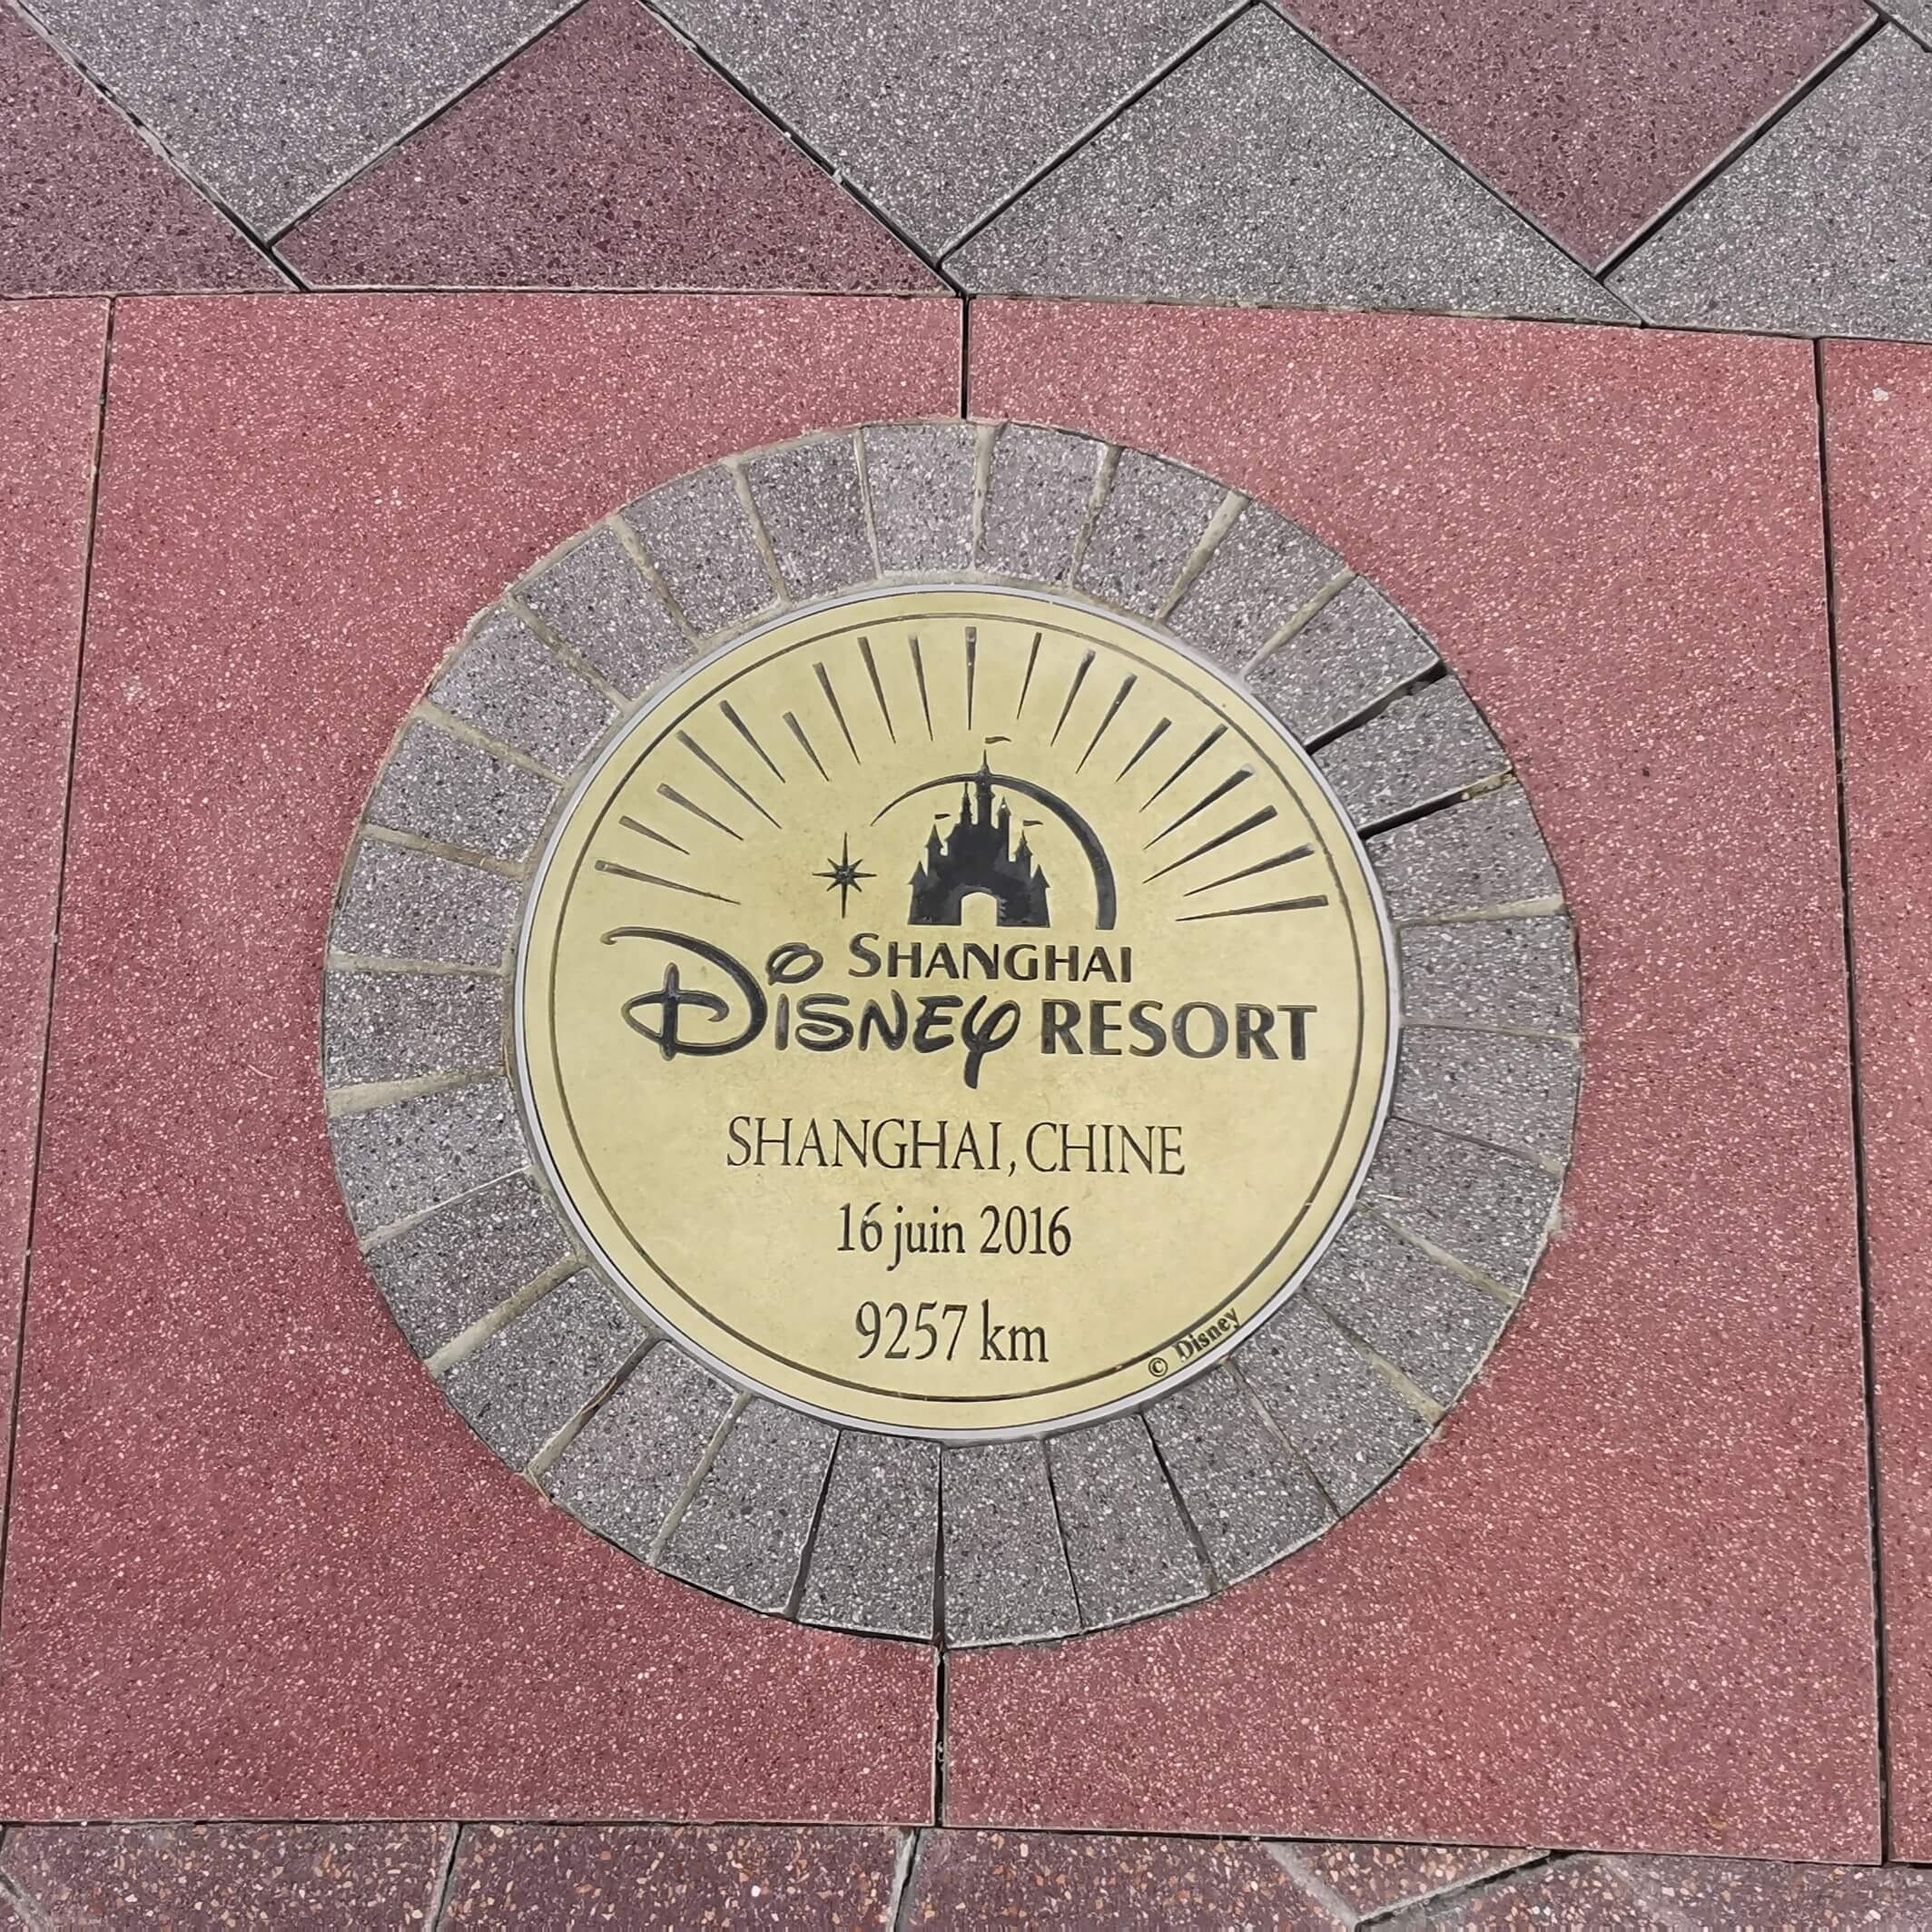 SHANGHAI
DISNEY RESORT
SHANGHAI, CHINE
16 juin 2016
9257 km
© Disney